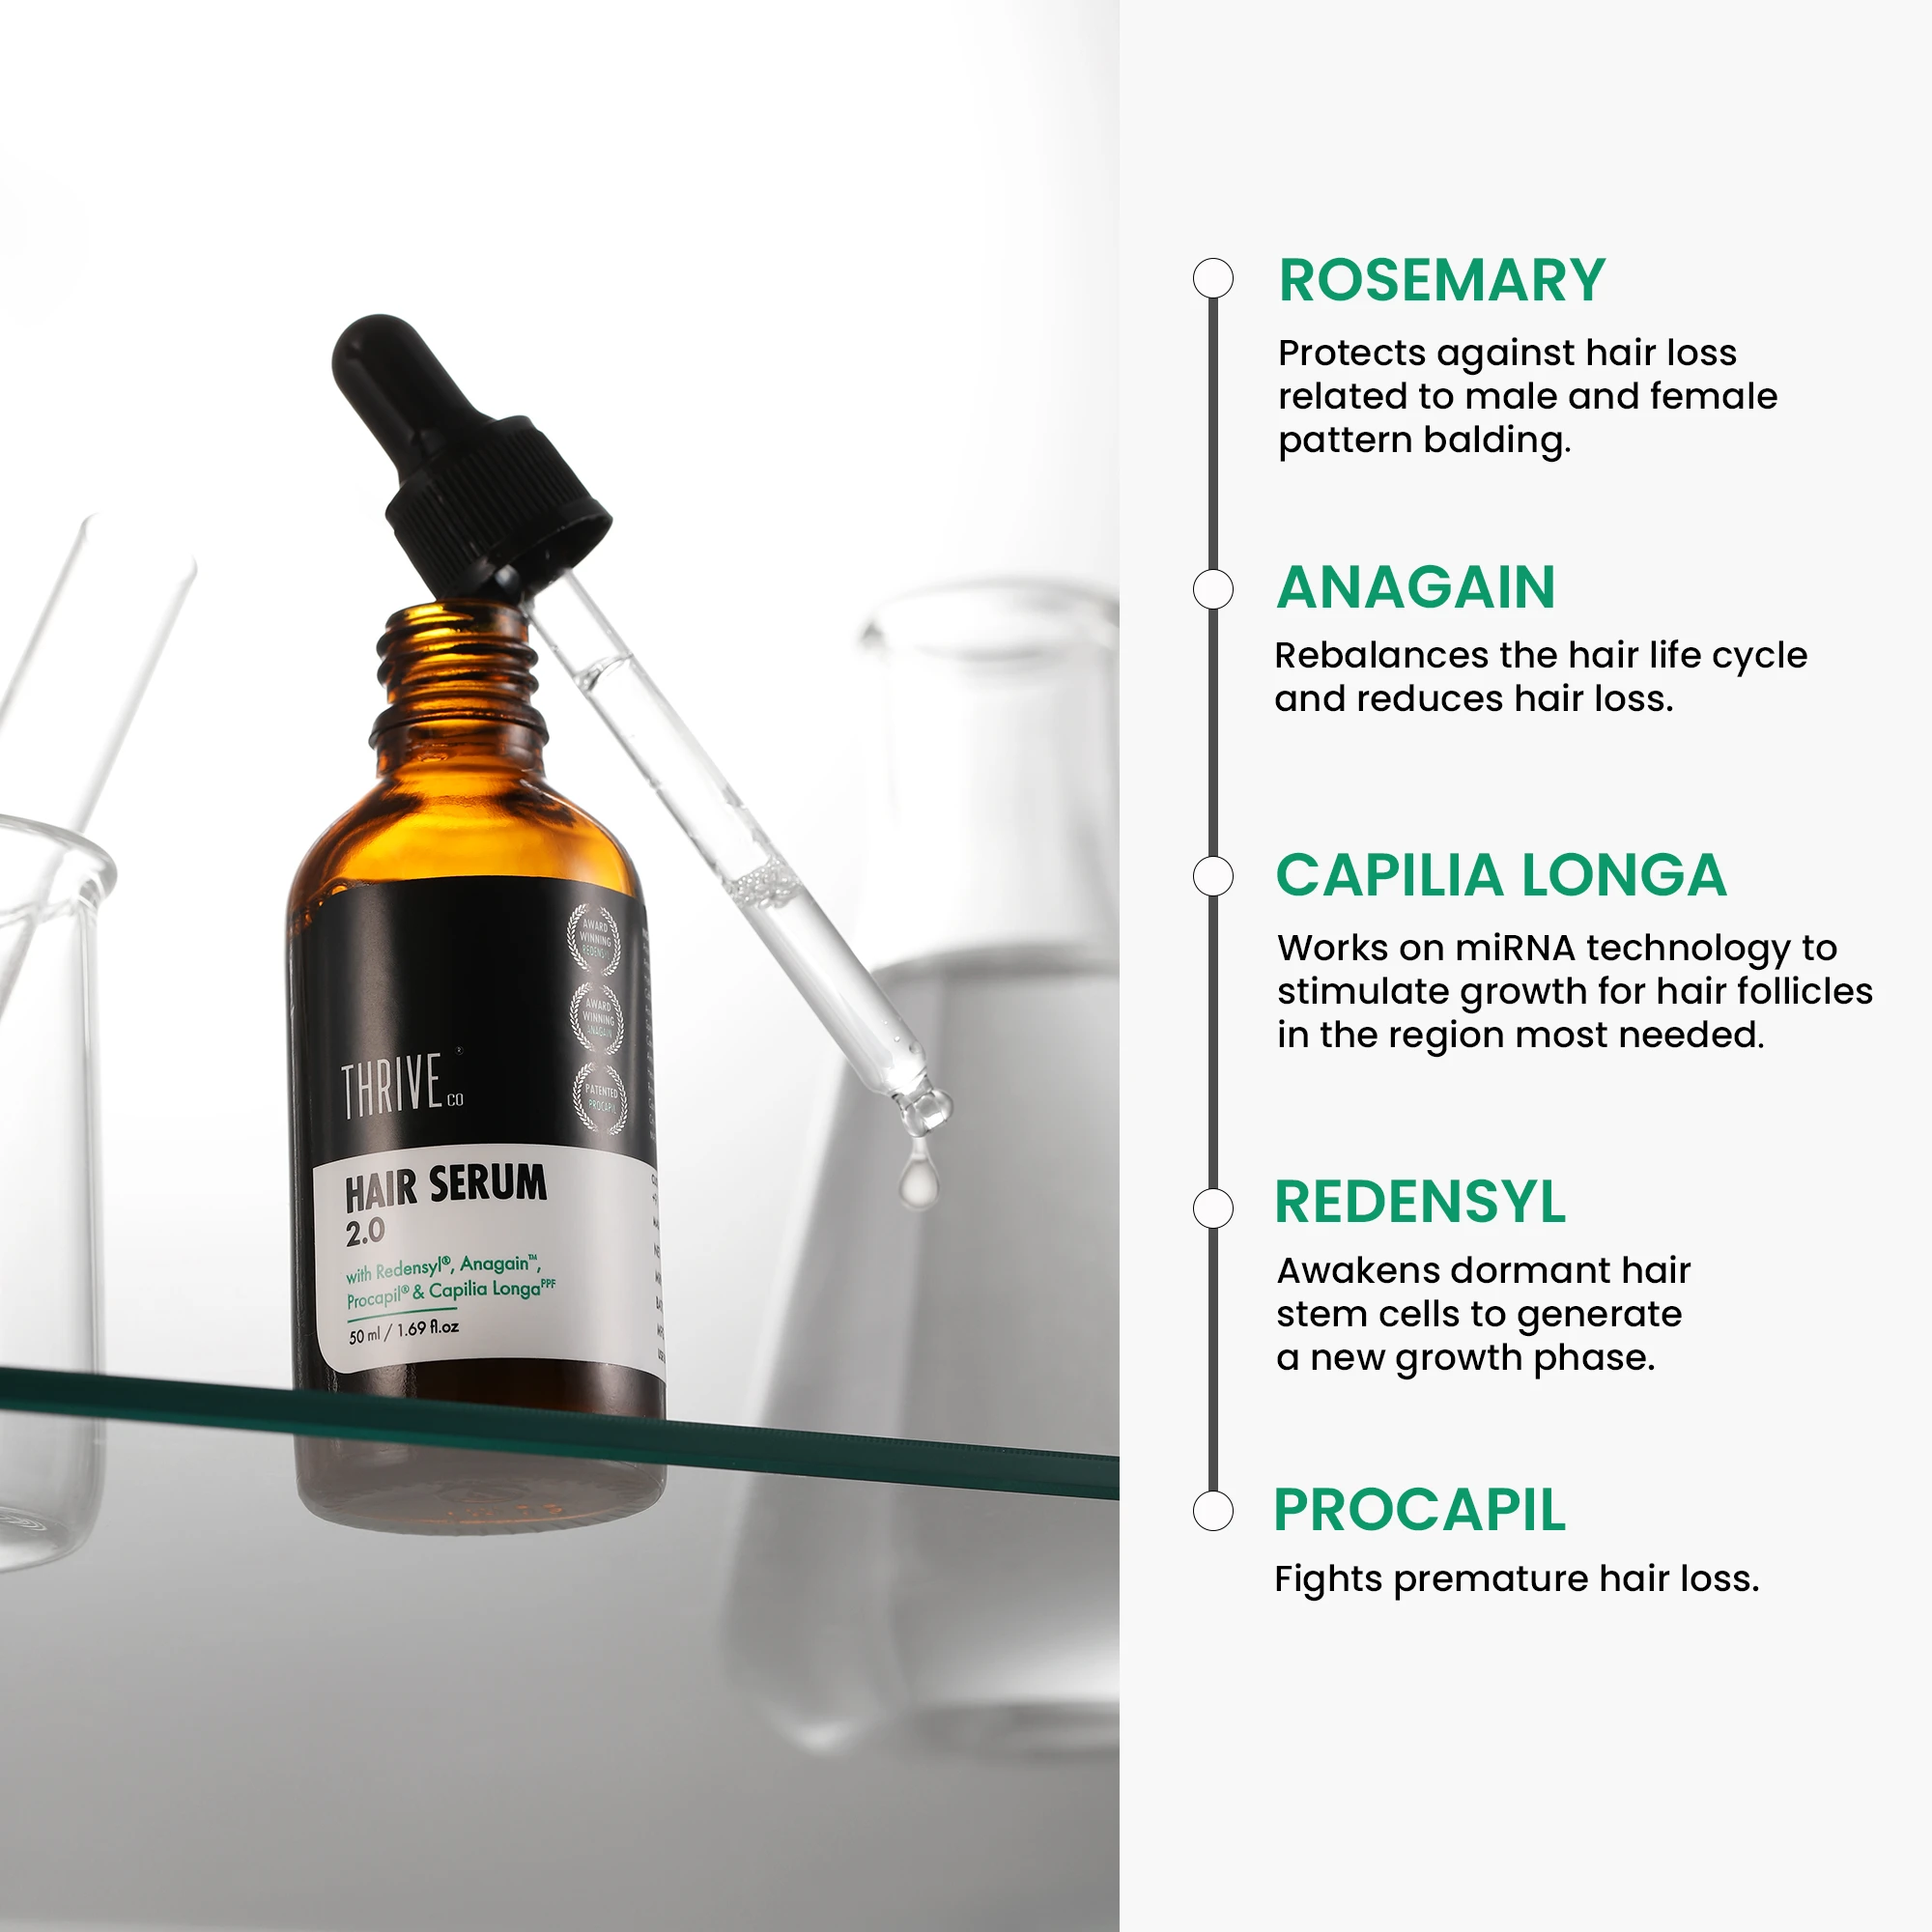 AWARD
WINNING
REDENSYL
AWARD
WINNING
ANAGAIN
PATENTED
PROCAPIL
THRIVE
CO
HAIR SERUM
2.0
with Redensyl®, Anagain™,
Procapil® & Capilia Longa PPF
50 ml / 1.69 fl.oz
ROSEMARY
Protects against hair loss
related to male and female
pattern balding.
ANAGAIN
Rebalances the hair life cycle
and reduces hair loss.
CAPILIA LONGA
Works on miRNA technology to
stimulate growth for hair follicles
in the region most needed.
REDENSYL
Awakens dormant hair
stem cells to generate
a new growth phase.
PROCAPIL
Fights premature hair loss.